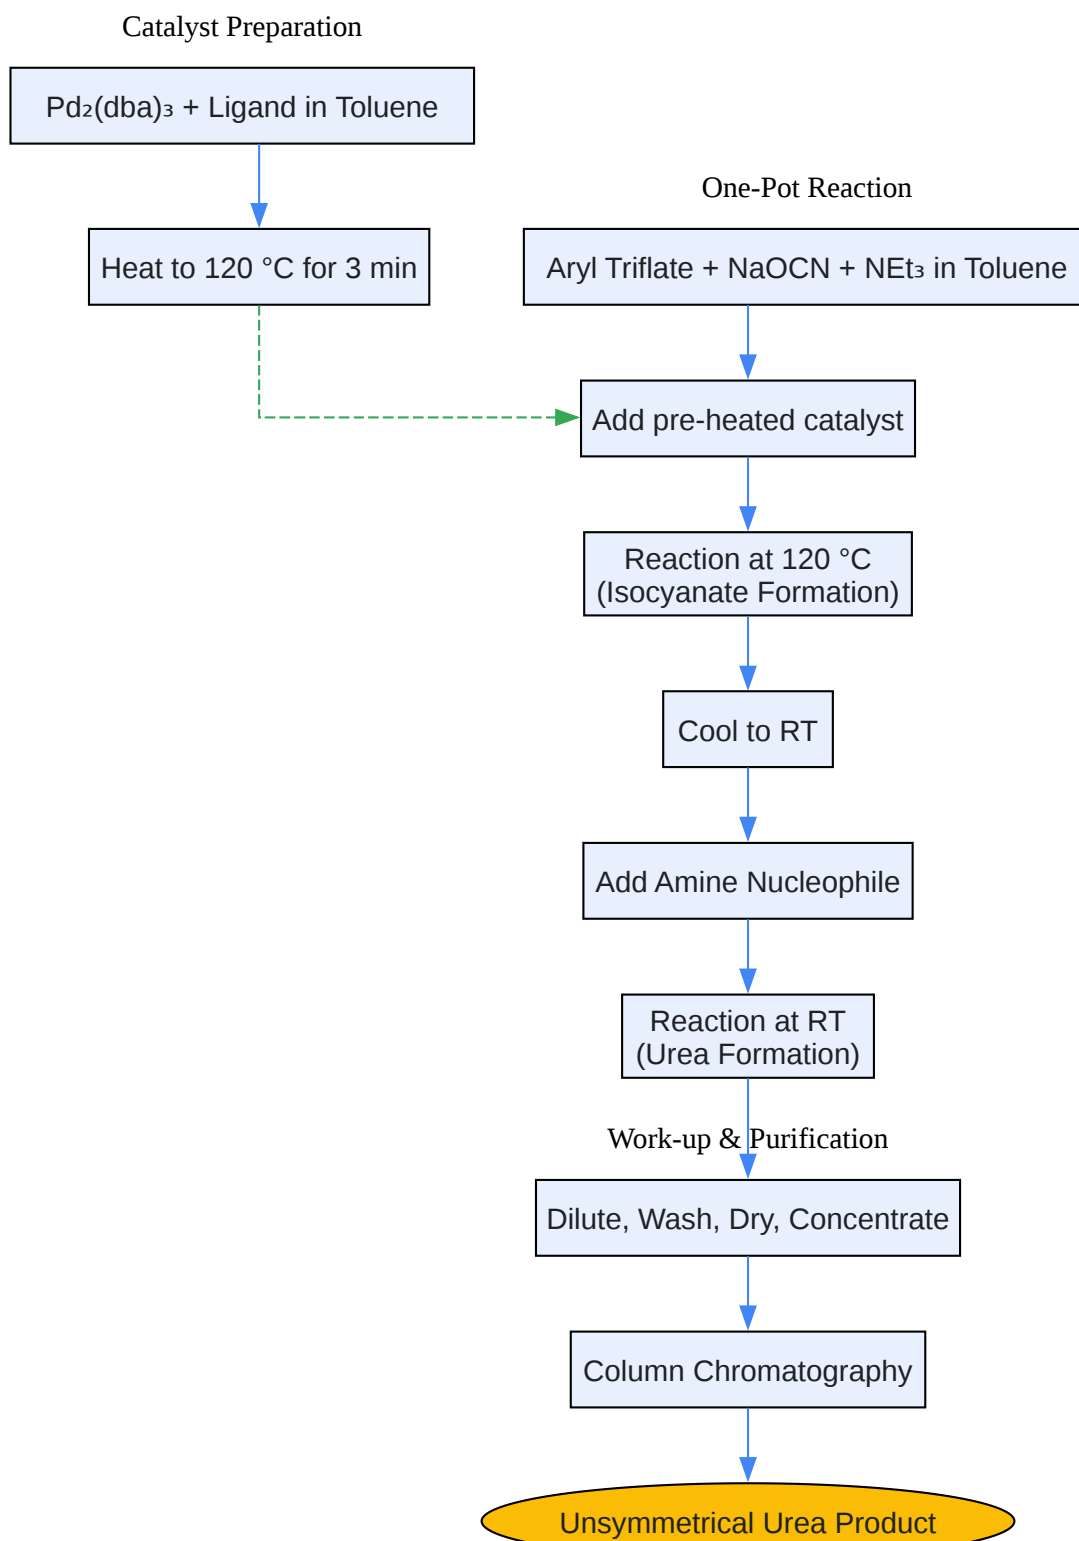 Catalyst Preparation
Pd₂(dba)₃ + Ligand in Toluene
Heat to 120 °C for 3 min
One-Pot Reaction
Aryl Triflate + NaOCN + NEt₃ in Toluene
Add pre-heated catalyst
Reaction at 120 °C
(Isocyanate Formation)
Cool to RT
Add Amine Nucleophile
Reaction at RT
(Urea Formation)
Work-up & Purification
Dilute, Wash, Dry, Concentrate
Column Chromatography
Unsymmetrical Urea Product